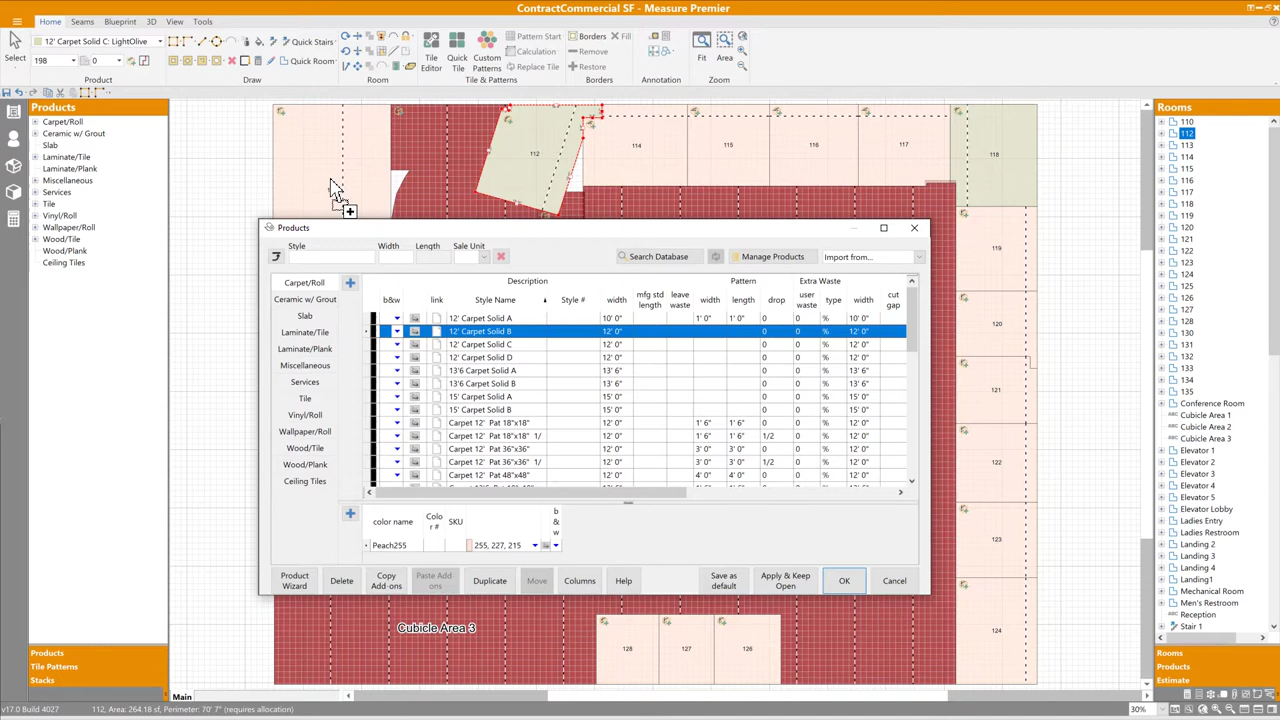 ContractCommercial SF - Measure Premier
Home Seams Blueprint 3D View Tools
12' Carpet Solid C: LightOlive
Quick Stairs
Pattern Start
Borders Fill
Select
198 0
Quick Room
Tile Editor
Quick Tile
Custom Patterns
Calculation
Replace Tile
Remove
Restore
Fit Area
Product Draw Room Tile & Patterns Borders Annotation Zoom
Products
Carpet/Roll
Ceramic w/ Grout
Slab
Laminate/Tile
Laminate/Plank
Miscellaneous
Services
Tile
Vinyl/Roll
Wallpaper/Roll
Wood/Tile
Wood/Plank
Ceiling Tiles
Products
Tile Patterns
Stacks
112
114
115
116
117
118
119
120
121
122
123
124
Cubicle Area 3
128
127
126
Products
Style Width Length Sale Unit
Search Database
Manage Products
Import from...
Description Pattern Extra Waste
b&w link Style Name Style # width mfg std length leave waste width length drop user waste type width cut gap
Carpet/Roll
Ceramic w/ Grout
Slab
Laminate/Tile
Laminate/Plank
Miscellaneous
Services
Tile
Vinyl/Roll
Wallpaper/Roll
Wood/Tile
Wood/Plank
Ceiling Tiles
12' Carpet Solid A 10' 0" 1' 0" 1' 0" 0 0 % 10' 0"
12' Carpet Solid B 12' 0" 0 0 % 12' 0"
12' Carpet Solid C 12' 0" 0 0 % 12' 0"
12' Carpet Solid D 12' 0" 0 0 % 12' 0"
13'6 Carpet Solid A 13' 6" 0 0 % 13' 6"
13'6 Carpet Solid B 13' 6" 0 0 % 13' 6"
15' Carpet Solid A 15' 0" 0 0 % 15' 0"
15' Carpet Solid B 15' 0" 0 0 % 15' 0"
Carpet 12' Pat 18"x18" 12' 0" 1' 6" 1' 6" 0 0 % 12' 0"
Carpet 12' Pat 18"x18" 1/ 12' 0" 1' 6" 1' 6" 1/2 0 % 12' 0"
Carpet 12' Pat 36"x36" 12' 0" 3' 0" 3' 0" 0 0 % 12' 0"
Carpet 12' Pat 36"x36" 1/ 12' 0" 3' 0" 3' 0" 1/2 0 % 12' 0"
Carpet 12' Pat 48"x48" 12' 0" 4' 0" 4' 0" 0 0 % 12' 0"
color name Color # SKU b & w
Peach255 255, 227, 215
Product Wizard
Delete
Copy Add-ons
Paste Add-ons
Duplicate
Move
Columns
Help
Save as default
Apply & Keep Open
OK
Cancel
Rooms
110
112
113
114
115
116
117
118
119
120
121
122
123
124
125
126
127
128
130
131
132
133
134
135
Conference Room
Cubicle Area 1
Cubicle Area 2
Cubicle Area 3
Elevator 1
Elevator 2
Elevator 3
Elevator 4
Elevator 5
Elevator Lobby
Ladies Entry
Ladies Restroom
Landing 2
Landing 3
Landing 4
Landing1
Mechanical Room
Men's Restroom
Reception
Stair 1
Rooms
Products
Estimate
Main
v17.0 Build 4027 112, Area: 264.18 sf, Perimeter: 70' 7" (requires allocation)
30%